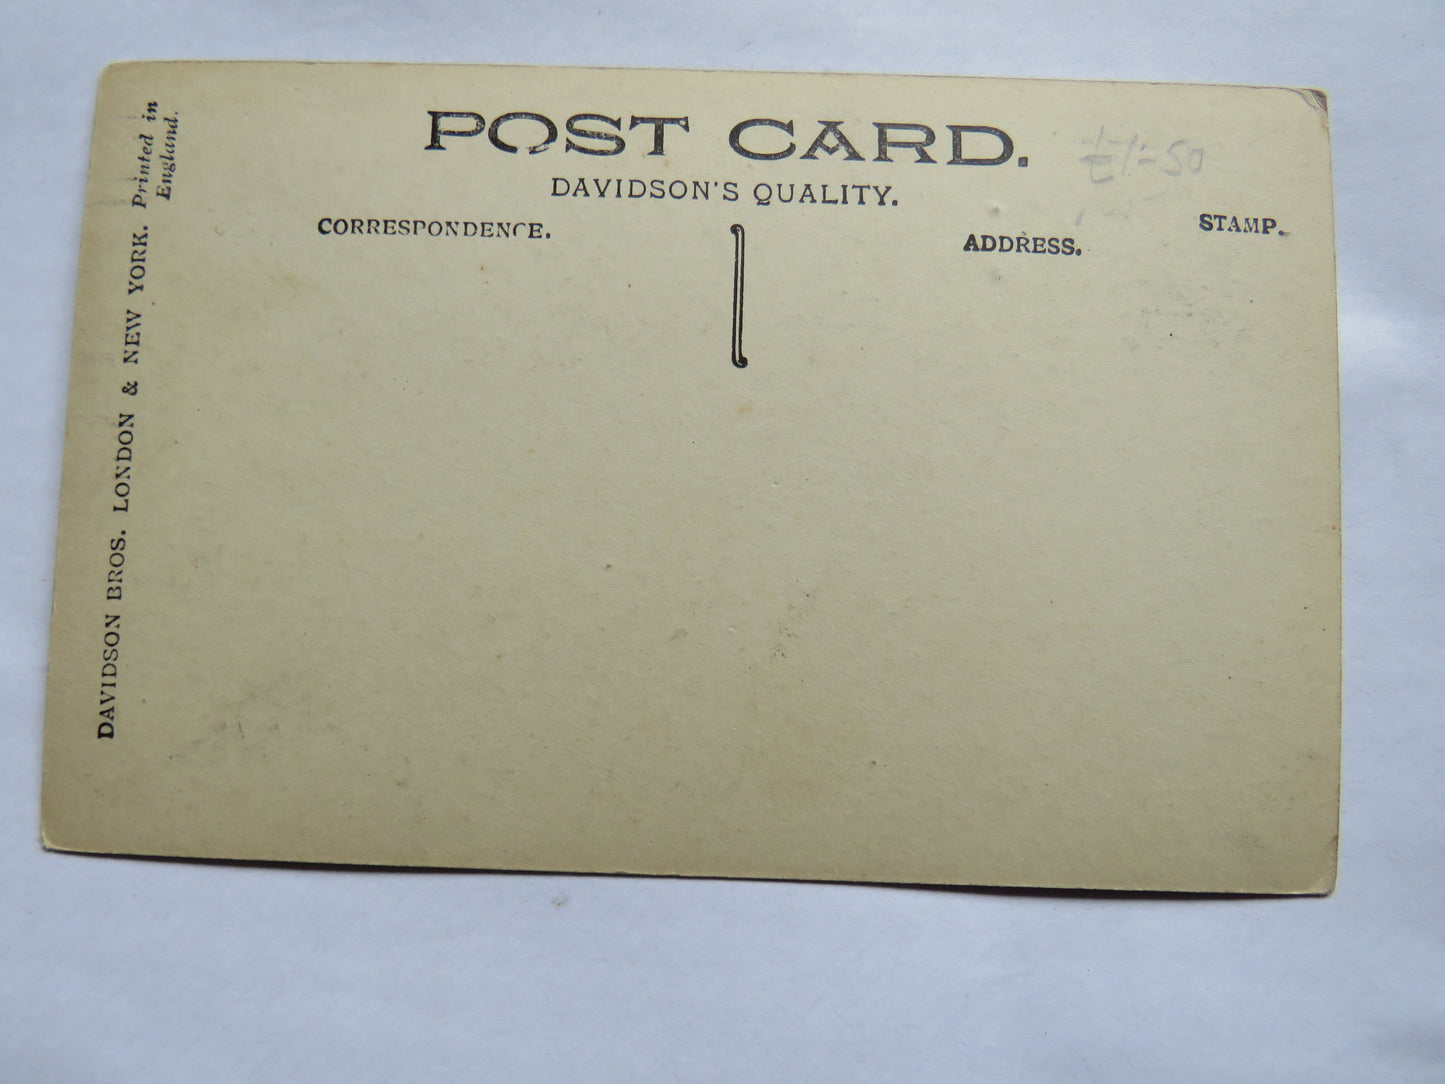 POST CARD.
DAVIDSON'S QUALITY.
CORRESPONDENCE.
ADDRESS.
STAMP.
£1-50
DAVIDSON BROS. LONDON & NEW YORK. Printed in
England.